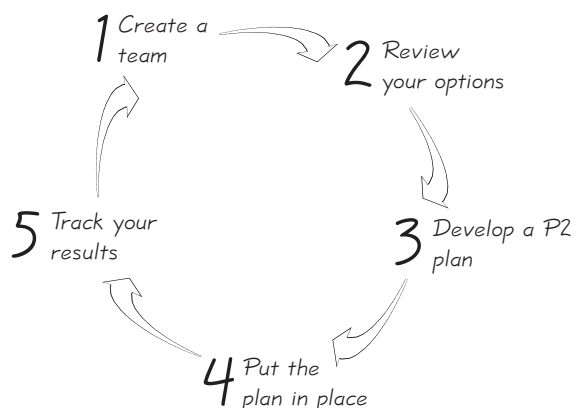 1 Create a
team
2 Review
your options
3 Develop a P2
plan
4 Put the
plan in place
5 Track your
results